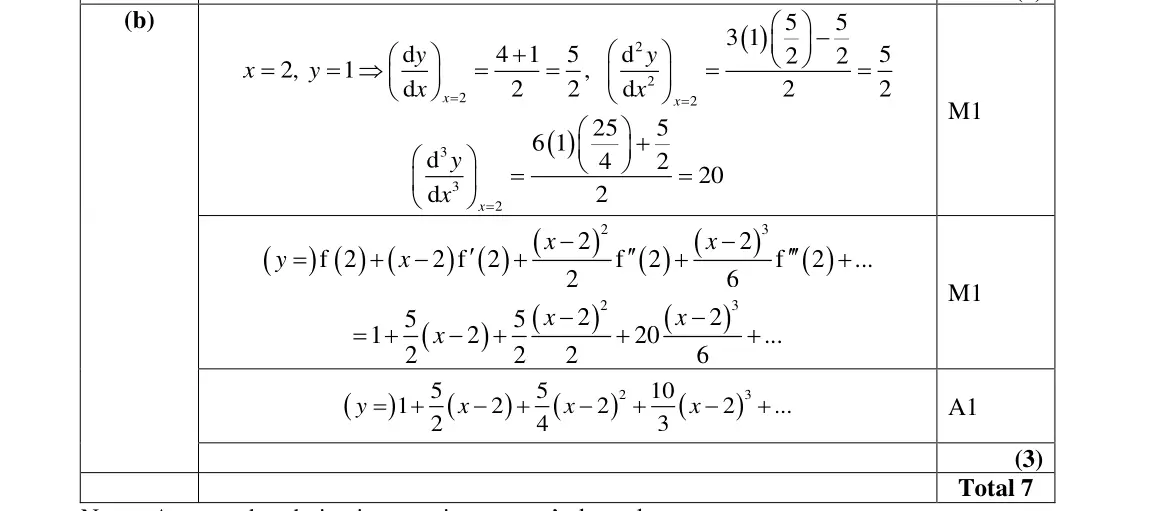 (b)
x = 2, y = 1 ⇒ (dy/dx)_{x=2} = (4+1)/2 = 5/2, (d²y/dx²)_{x=2} = (3(1)(5/2) − 5/2)/2 = 5/2
M1
(d³y/dx³)_{x=2} = (6(1)(25/4) + 5/2)/2 = 20
(y =)f(2) + (x − 2)f′(2) + (x − 2)²/2 f″(2) + (x − 2)³/6 f‴(2) + ...
M1
= 1 + 5/2 (x − 2) + 5/2 (x − 2)²/2 + 20 (x − 2)³/6 + ...
(y =)1 + 5/2 (x − 2) + 5/4 (x − 2)² + 10/3 (x − 2)³ + ... A1
(3)
Total 7